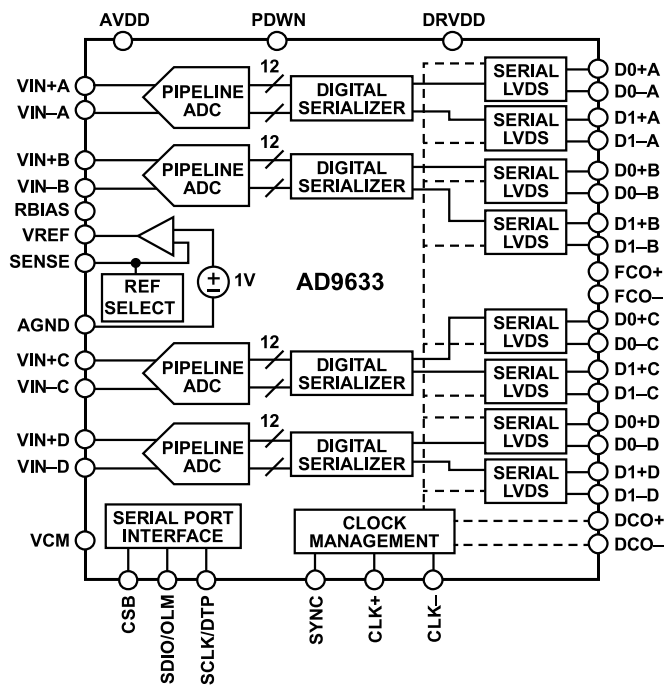 AVDD
PDWN
DRVDD
VIN+A
VIN–A
VIN+B
VIN–B
RBIAS
VREF
SENSE
AGND
VIN+C
VIN–C
VIN+D
VIN–D
VCM
PIPELINE
ADC
12
DIGITAL
SERIALIZER
SERIAL
LVDS
SERIAL
LVDS
PIPELINE
ADC
12
DIGITAL
SERIALIZER
SERIAL
LVDS
SERIAL
LVDS
REF
SELECT
1V
AD9633
PIPELINE
ADC
12
DIGITAL
SERIALIZER
SERIAL
LVDS
SERIAL
LVDS
PIPELINE
ADC
12
DIGITAL
SERIALIZER
SERIAL
LVDS
SERIAL
LVDS
SERIAL PORT
INTERFACE
CLOCK
MANAGEMENT
D0+A
D0–A
D1+A
D1–A
D0+B
D0–B
D1+B
D1–B
FCO+
FCO–
D0+C
D0–C
D1+C
D1–C
D0+D
D0–D
D1+D
D1–D
DCO+
DCO–
CSB
SDIO/OLM
SCLK/DTP
SYNC
CLK+
CLK–